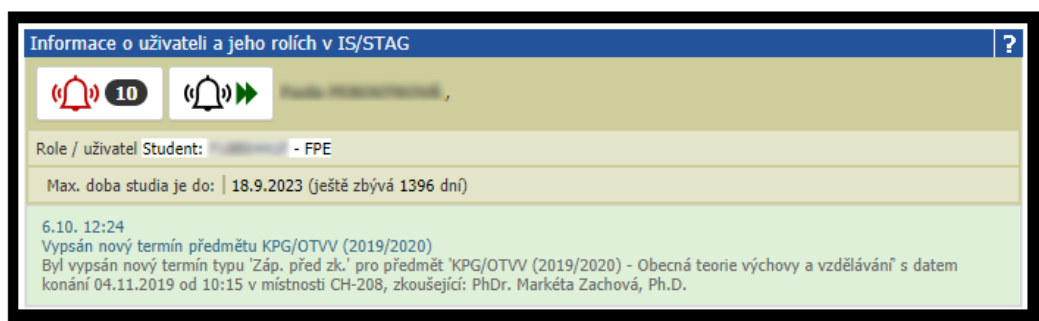 Informace o uživateli a jeho rolích v IS/STAG ?
10 ,
Role / uživatel Student: - FPE
Max. doba studia je do: 18.9.2023 (ještě zbývá 1396 dní)
6.10. 12:24
Vypsán nový termín předmětu KPG/OTVV (2019/2020)
Byl vypsán nový termín typu 'Záp. před zk.' pro předmět 'KPG/OTVV (2019/2020) - Obecná teorie výchovy a vzdělávání' s datem
konání 04.11.2019 od 10:15 v místnosti CH-208, zkoušející: PhDr. Markéta Zachová, Ph.D.